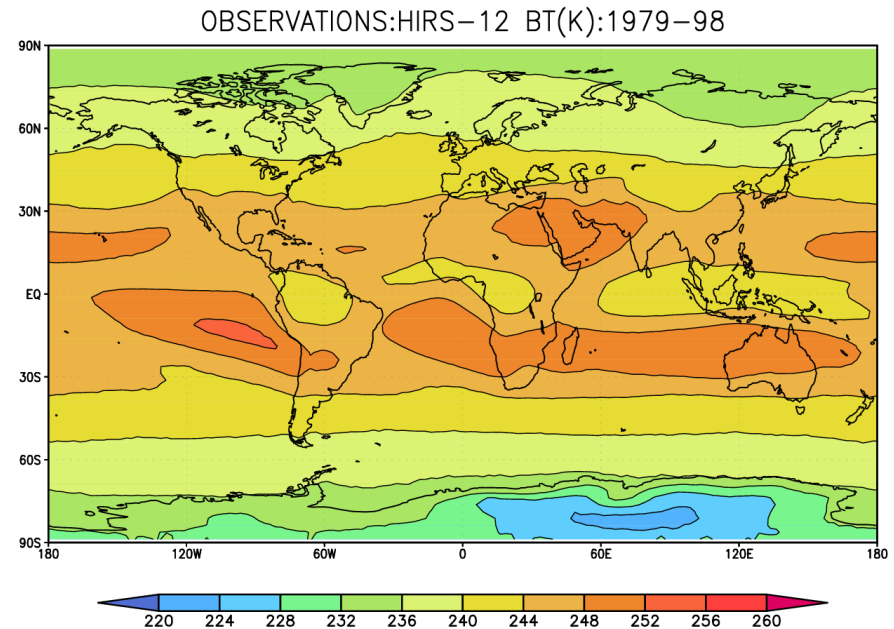 OBSERVATIONS:HIRS-12 BT(K):1979-98
90N
60N
30N
EQ
30S
60S
90S
180 120W 60W 0 60E 120E 180
220 224 228 232 236 240 244 248 252 256 260